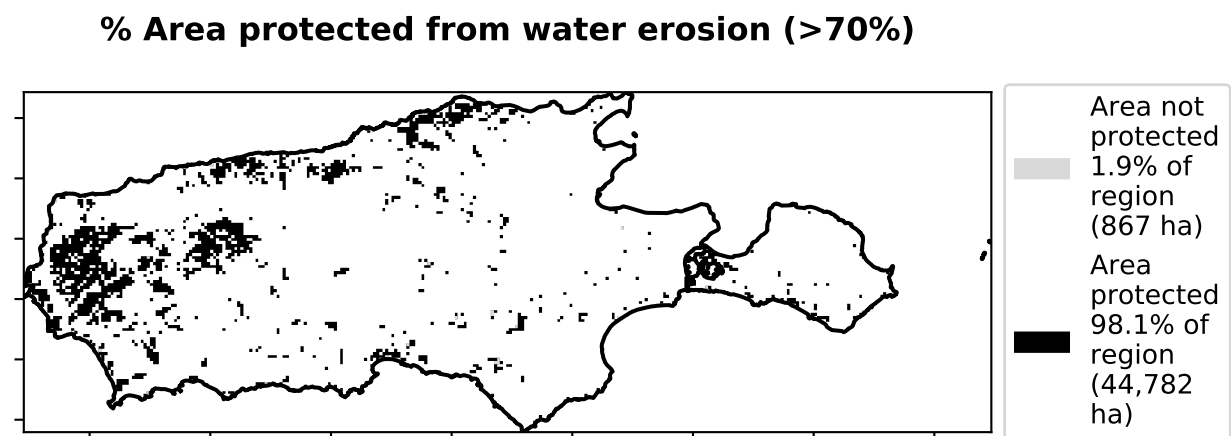 % Area protected from water erosion (>70%)
Area not
protected
1.9% of
region
(867 ha)
Area
protected
98.1% of
region
(44,782
ha)